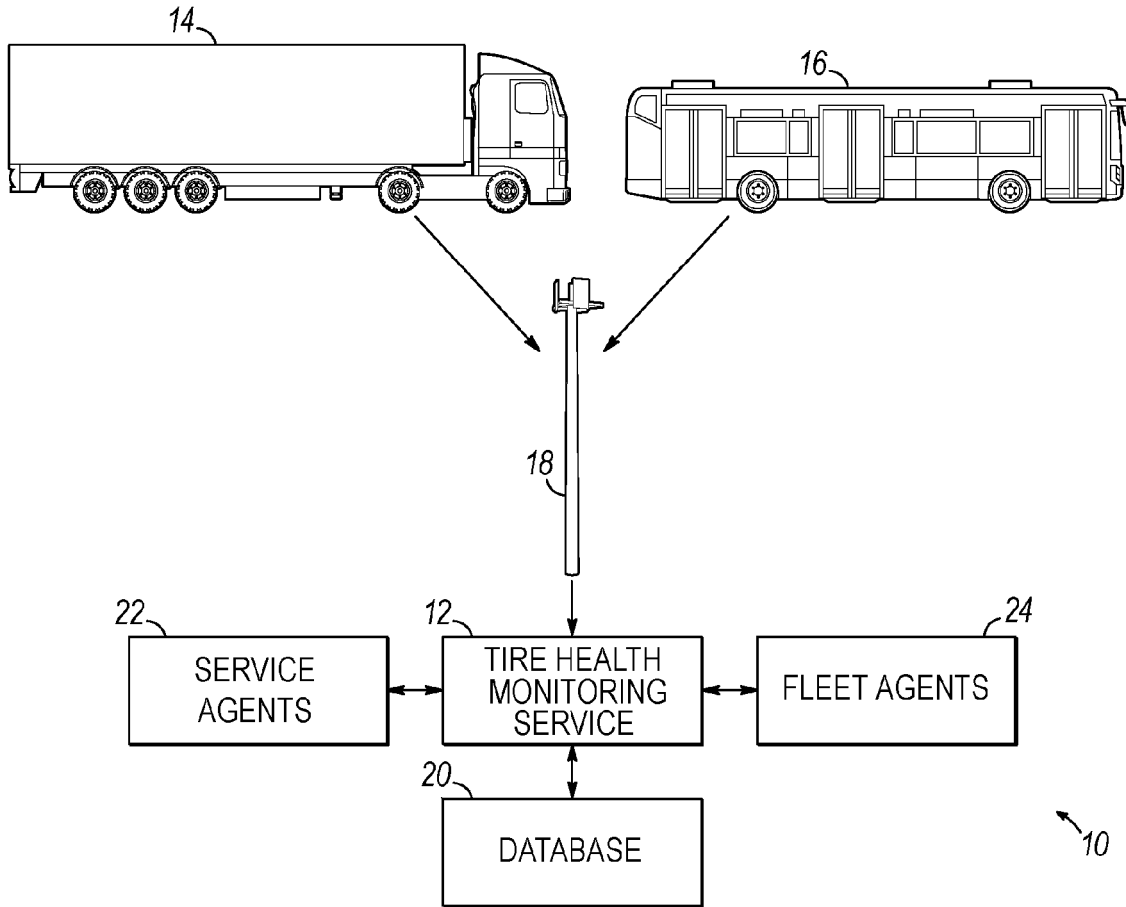 14
16
18
22
12
24
SERVICE
AGENTS
TIRE HEALTH
MONITORING
SERVICE
FLEET AGENTS
20
DATABASE
10